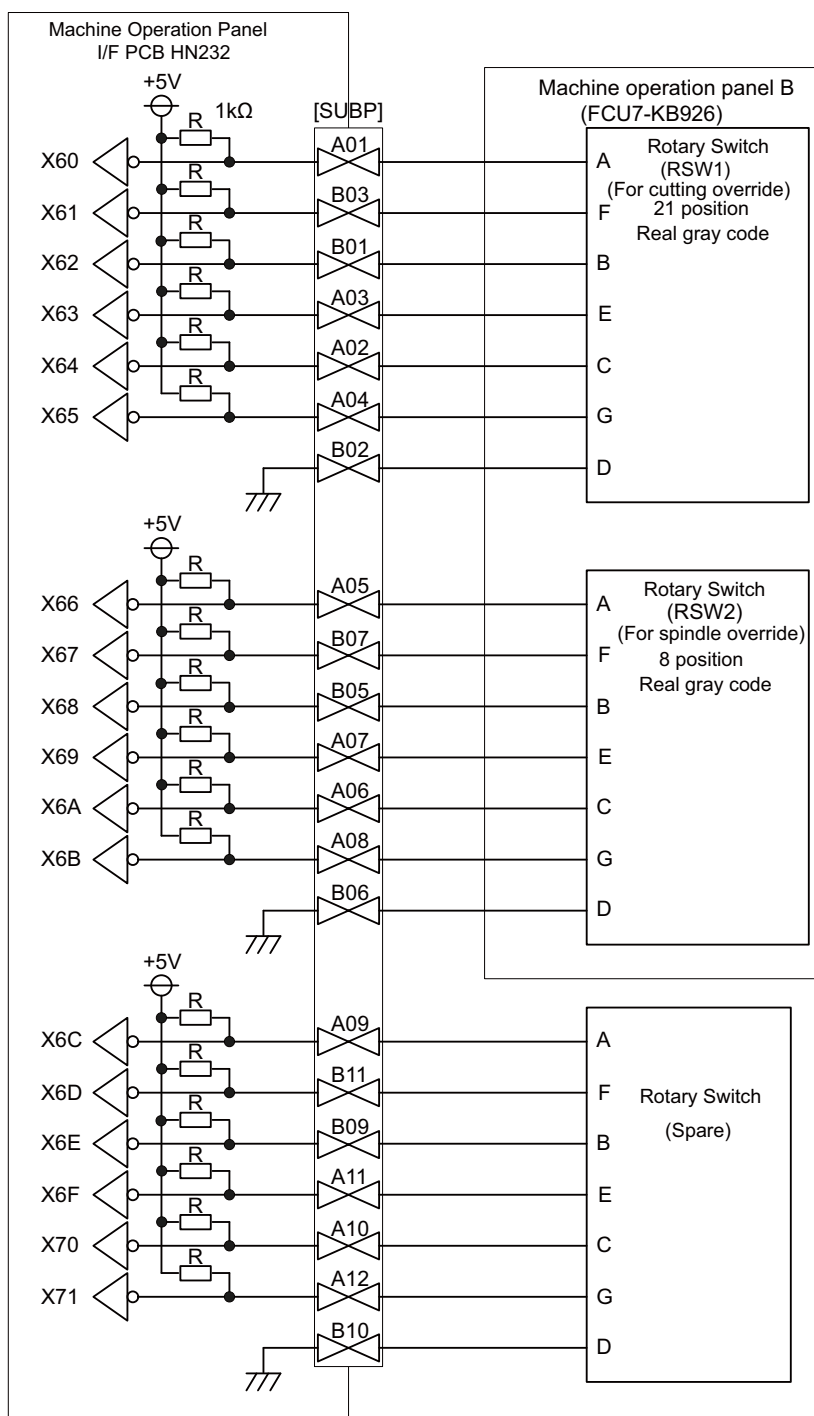 Machine Operation Panel
I/F PCB HN232
+5V
R
1kΩ
[SUBP]
Machine operation panel B
(FCU7-KB926)
X60
A01
A
Rotary Switch
(RSW1)
(For cutting override)
21 position
Real gray code
R
X61
B03
F
R
X62
B01
B
R
X63
A03
E
R
X64
A02
C
R
X65
A04
G
B02
D
+5V
R
X66
A05
A
Rotary Switch
(RSW2)
(For spindle override)
8 position
Real gray code
R
X67
B07
F
R
X68
B05
B
R
X69
A07
E
R
X6A
A06
C
R
X6B
A08
G
B06
D
+5V
R
X6C
A09
A
R
X6D
B11
F
Rotary Switch
(Spare)
R
X6E
B09
B
R
X6F
A11
E
R
X70
A10
C
R
X71
A12
G
B10
D